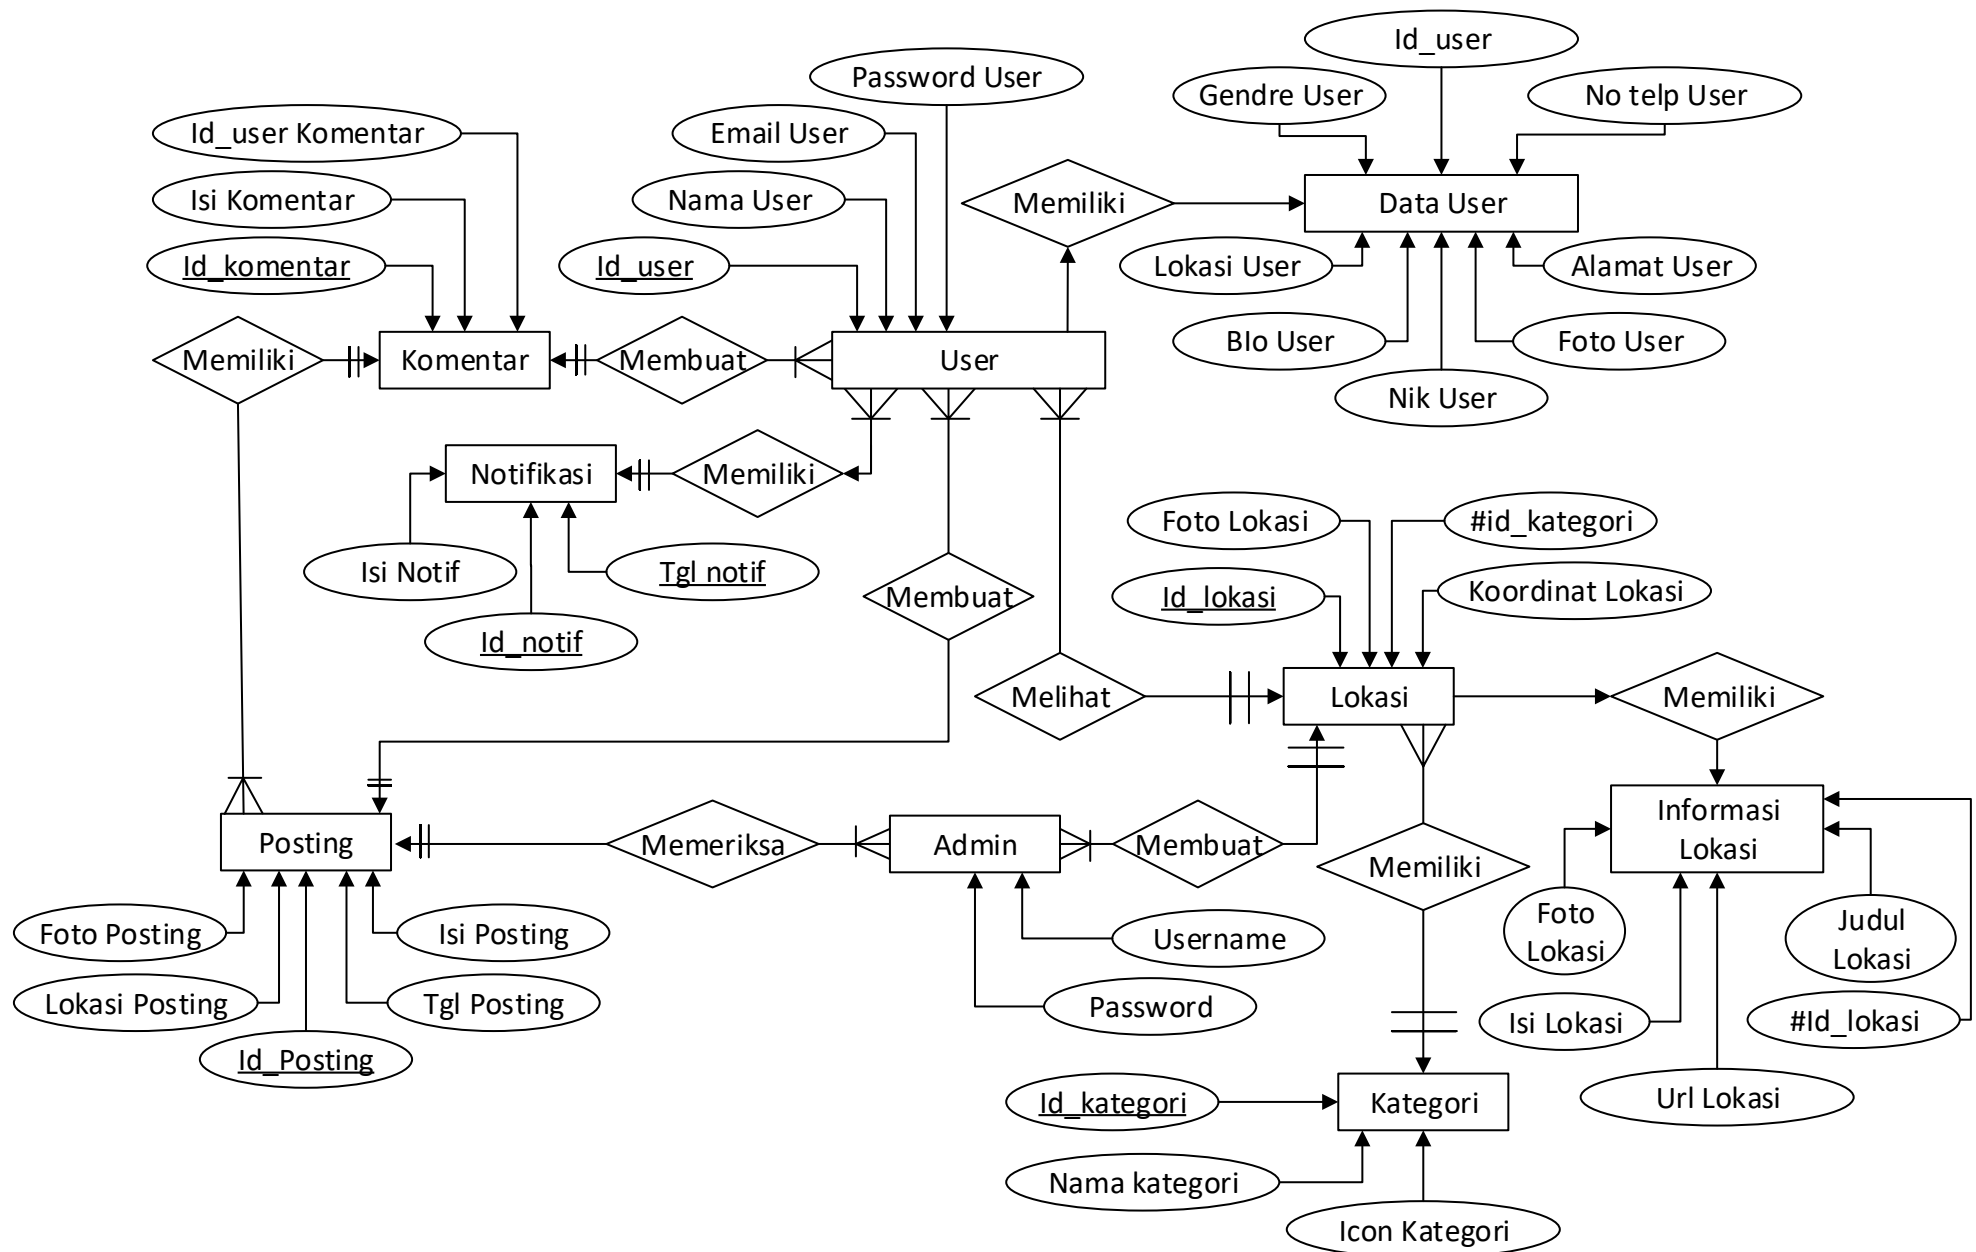 Id_user
Password User
Gendre User
No telp User
Id_user Komentar
Email User
Isi Komentar
Nama User
Memiliki
Data User
Id_komentar
Id_user
Lokasi User
Alamat User
Memiliki
Komentar
Membuat
User
BIo User
Foto User
Nik User
Notifikasi
Memiliki
Foto Lokasi
#id_kategori
Isi Notif
Tgl notif
Membuat
Id_lokasi
Koordinat Lokasi
Id_notif
Melihat
Lokasi
Memiliki
Posting
Memeriksa
Admin
Membuat
Memiliki
Informasi
Lokasi
Foto Posting
Isi Posting
Username
Foto
Lokasi
Judul
Lokasi
Lokasi Posting
Tgl Posting
Password
Isi Lokasi
#Id_lokasi
Id_Posting
Id_kategori
Kategori
Url Lokasi
Nama kategori
Icon Kategori